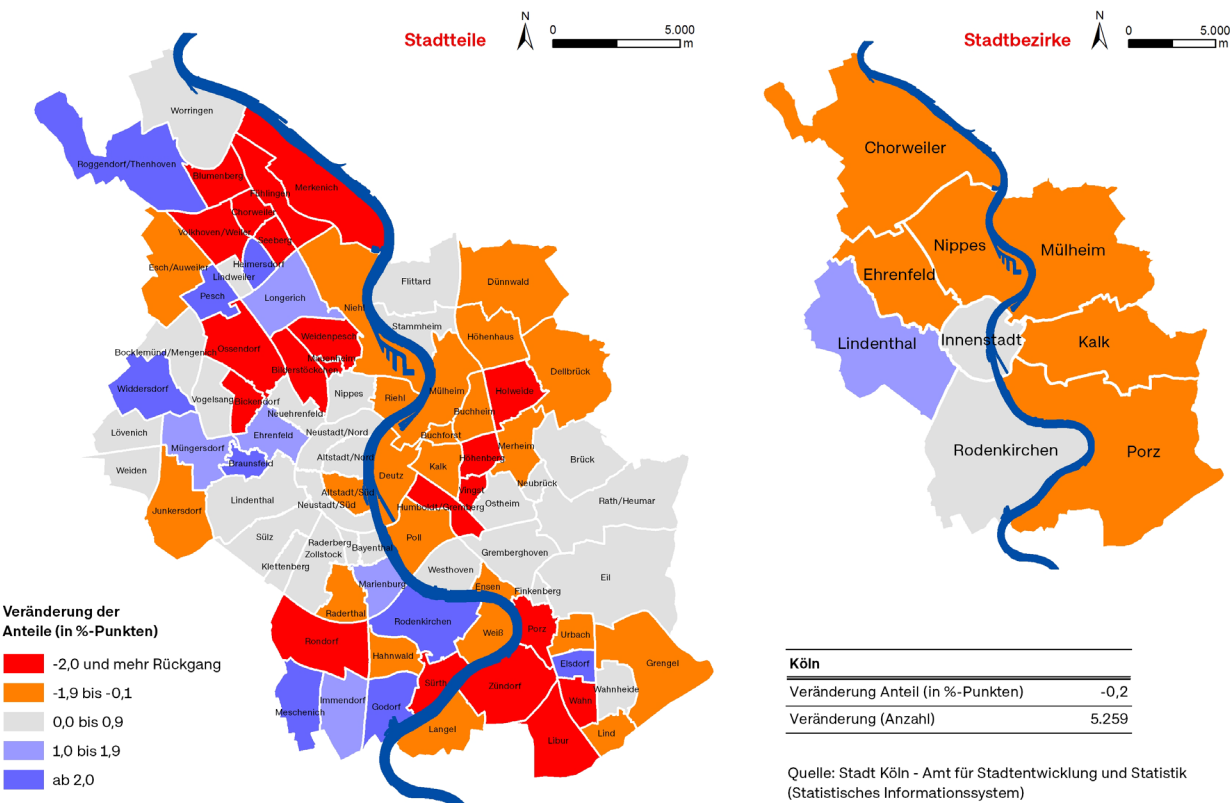 Stadtteile
N
0
5.000
m
Stadtbezirke
N
0
5.000
m
Worringen
Roggendorf/Thenhoven
Blumenberg
Fühlingen
Merkenich
Chorweiler
Volkhoven/Weiler
Seeberg
Esch/Auweiler
Heimersdorf
Lindweiler
Pesch
Longerich
Niehl
Flittard
Dünnwald
Stammheim
Höhenhaus
Bocklemünd/Mengenich
Ossendorf
Weidenpesch
Mauenheim
Bilderstöckchen
Dellbrück
Widdersdorf
Vogelsang
Bickendorf
Nippes
Riehl
Mülheim
Holweide
Neuehrenfeld
Buchheim
Lövenich
Müngersdorf
Ehrenfeld
Neustadt/Nord
Buchforst
Merheim
Weiden
Braunsfeld
Altstadt/Nord
Kalk
Höhenberg
Brück
Junkersdorf
Lindenthal
Altstadt/Süd
Neustadt/Süd
Deutz
Vingst
Neubrück
Humboldt/Gremberg
Ostheim
Rath/Heumar
Sülz
Raderberg
Zollstock
Bayenthal
Poll
Gremberghoven
Klettenberg
Marienburg
Westhoven
Eil
Ensen
Finkenberg
Raderthal
Rodenkirchen
Weiß
Porz
Urbach
Rondorf
Hahnwald
Elsdorf
Grengel
Sürth
Zündorf
Wahn
Wahnheide
Meschenich
Immendorf
Godorf
Langel
Libur
Lind
Chorweiler
Nippes
Mülheim
Ehrenfeld
Lindenthal
Innenstadt
Kalk
Rodenkirchen
Porz
Veränderung der
Anteile (in %-Punkten)
-2,0 und mehr Rückgang
-1,9 bis -0,1
0,0 bis 0,9
1,0 bis 1,9
ab 2,0
Köln
Veränderung Anteil (in %-Punkten) -0,2
Veränderung (Anzahl) 5.259
Quelle: Stadt Köln - Amt für Stadtentwicklung und Statistik
(Statistisches Informationssystem)